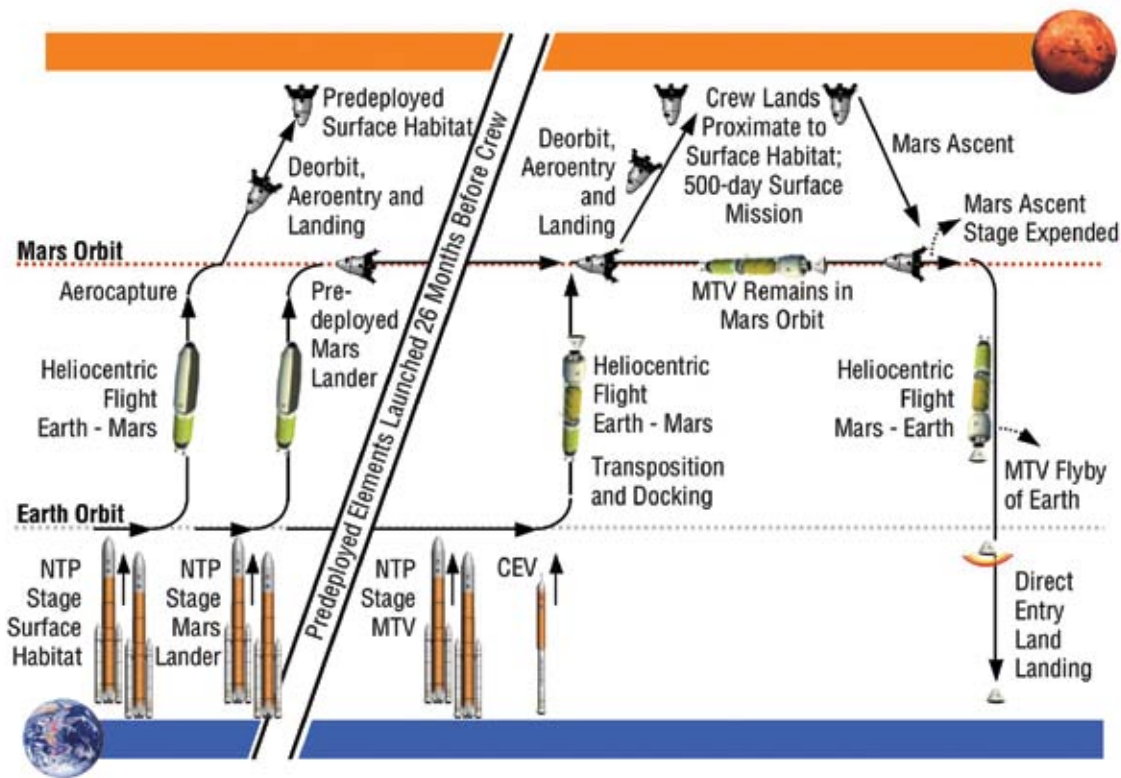 Predeployed
Surface Habitat
Deorbit,
Aeroentry and
Landing
Mars Orbit
Aerocapture
Pre-
deployed
Mars
Lander
Heliocentric
Flight
Earth - Mars
Earth Orbit
NTP
Stage
Surface
Habitat
NTP
Stage
Mars
Lander
Predeployed Elements Launched 26 Months Before Crew
Deorbit,
Aeroentry
and
Landing
Crew Lands
Proximate to
Surface Habitat;
500-day Surface
Mission
Mars Ascent
Mars Ascent
Stage Expended
MTV Remains in
Mars Orbit
Heliocentric
Flight
Earth - Mars
Transposition
and Docking
Heliocentric
Flight
Mars - Earth
MTV Flyby
of Earth
NTP
Stage
MTV
CEV
Direct
Entry
Land
Landing